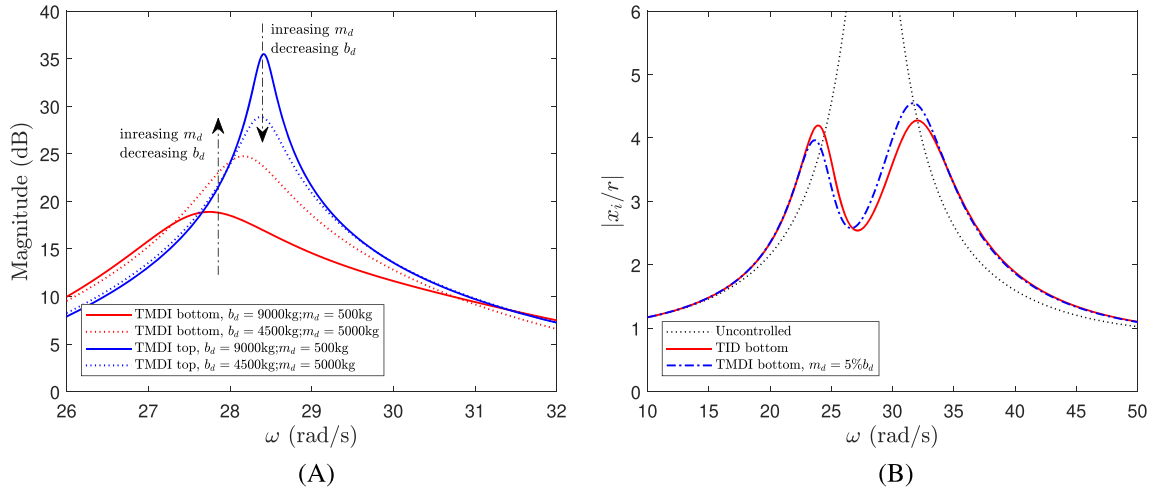 40
35
30
25
20
15
10
5
0
Magnitude (dB)
inreasing m_d
decreasing b_d
inreasing m_d
decreasing b_d
TMDI bottom, b_d = 9000kg;m_d = 500kg
TMDI bottom, b_d = 4500kg;m_d = 5000kg
TMDI top, b_d =9000kg;m_d = 500kg
TMDI top, b_d = 4500kg;m_d = 5000kg
26 27 28 29 30 31 32
ω (rad/s)
(A)
6
5
4
3
2
1
0
|x_i/r|
Uncontrolled
TID bottom
TMDI bottom, m_d = 5%b_d
10 15 20 25 30 35 40 45 50
ω (rad/s)
(B)